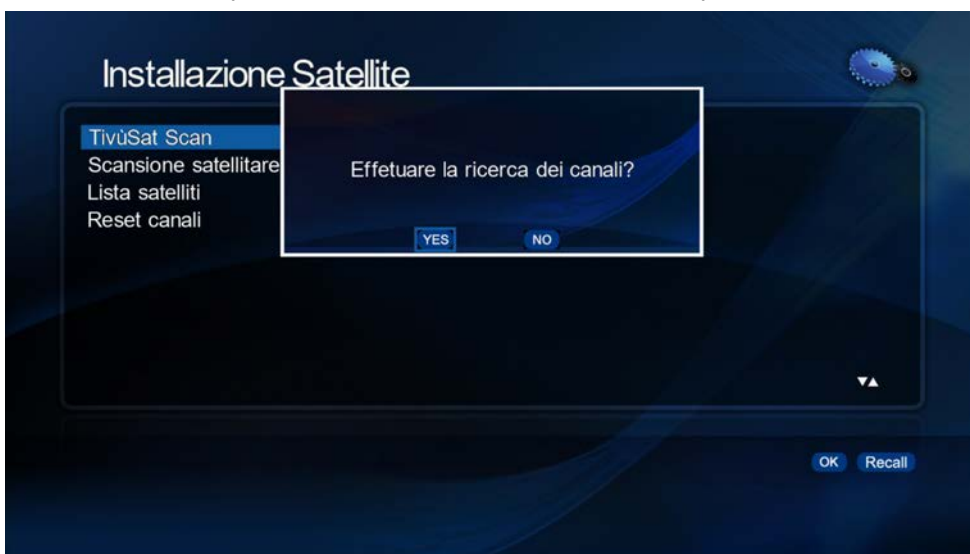 Installazione Satellite
TivùSat Scan
Scansione satellitare
Lista satelliti
Reset canali
Effetuare la ricerca dei canali?
YES NO
OK Recall